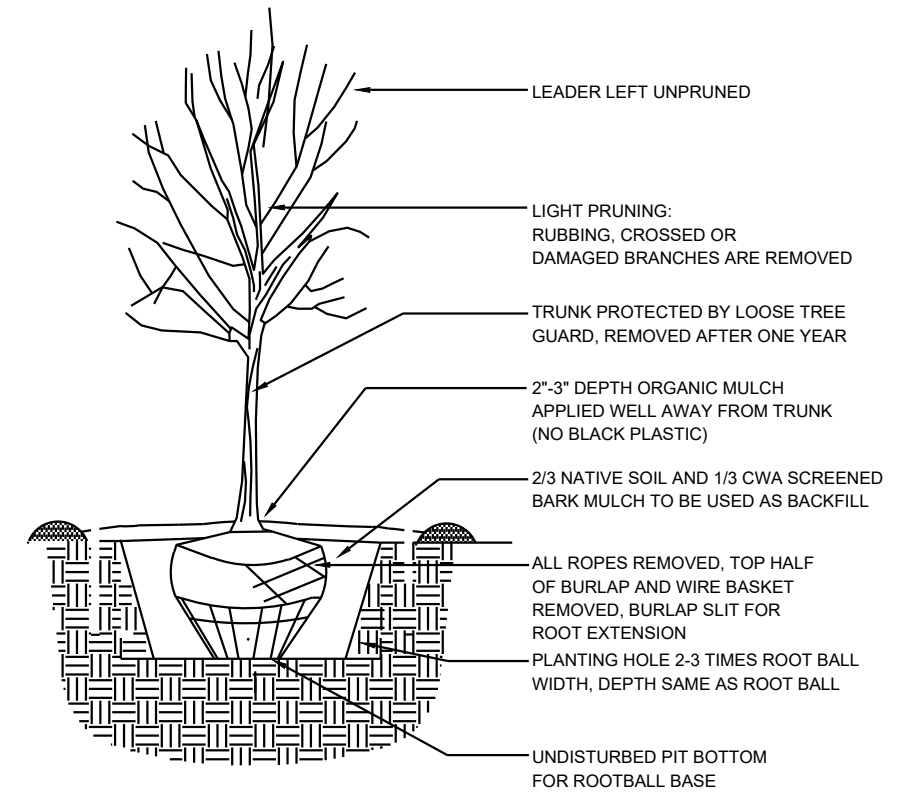 LEADER LEFT UNPRUNED
LIGHT PRUNING:
RUBBING, CROSSED OR
DAMAGED BRANCHES ARE REMOVED
TRUNK PROTECTED BY LOOSE TREE
GUARD, REMOVED AFTER ONE YEAR
2"-3" DEPTH ORGANIC MULCH
APPLIED WELL AWAY FROM TRUNK
(NO BLACK PLASTIC)
2/3 NATIVE SOIL AND 1/3 CWA SCREENED
BARK MULCH TO BE USED AS BACKFILL
ALL ROPES REMOVED, TOP HALF
OF BURLAP AND WIRE BASKET
REMOVED, BURLAP SLIT FOR
ROOT EXTENSION
PLANTING HOLE 2-3 TIMES ROOT BALL
WIDTH, DEPTH SAME AS ROOT BALL
UNDISTURBED PIT BOTTOM
FOR ROOTBALL BASE